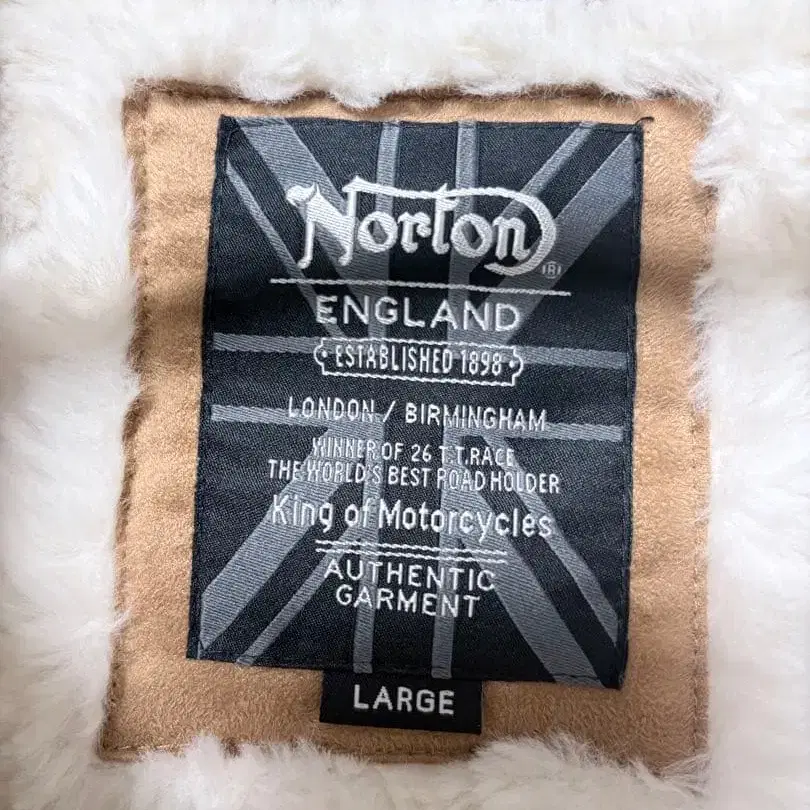 Norton
®
ENGLAND
ESTABLISHED 1898
LONDON / BIRMINGHAM
WINNER OF 26 T.T.RACE
THE WORLD'S BEST ROAD HOLDER
King of Motorcycles
AUTHENTIC
GARMENT
LARGE